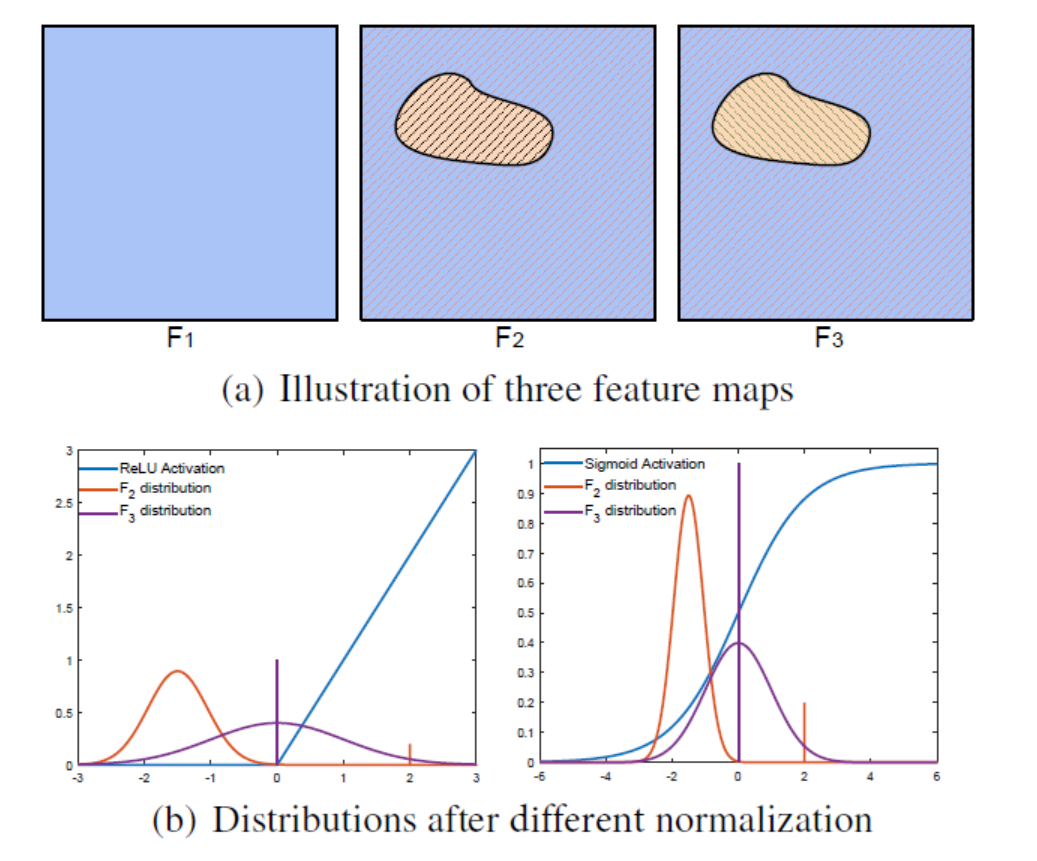 F1
F2
F3
(a) Illustration of three feature maps
3
2.5
2
1.5
1
0.5
0
-3
-2
-1
0
1
2
3
ReLU Activation
F2 distribution
F3 distribution
1
0.9
0.8
0.7
0.6
0.5
0.4
0.3
0.2
0.1
0
-6
-4
-2
0
2
4
6
Sigmoid Activation
F2 distribution
F3 distribution
(b) Distributions after different normalization